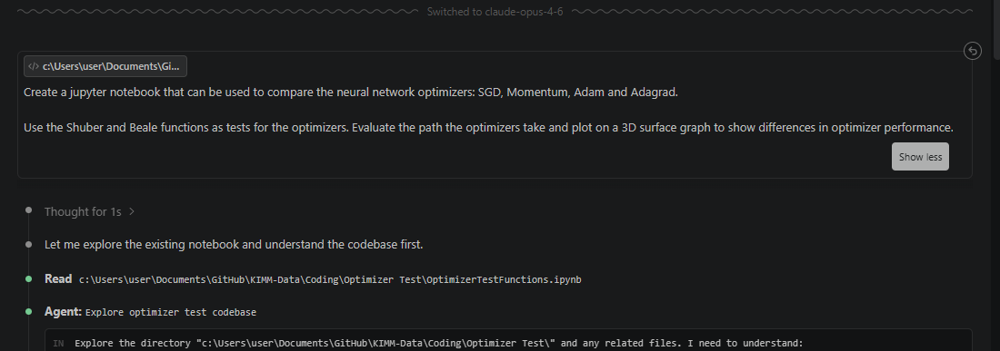 Switched to claude-opus-4-6
</> c:\Users\user\Documents\Gi...
Create a jupyter notebook that can be used to compare the neural network optimizers: SGD, Momentum, Adam and Adagrad.
Use the Shuber and Beale functions as tests for the optimizers. Evaluate the path the optimizers take and plot on a 3D surface graph to show differences in optimizer performance.
Show less
Thought for 1s >
Let me explore the existing notebook and understand the codebase first.
Read c:\Users\user\Documents\GitHub\KIMM-Data\Coding\Optimizer Test\OptimizerTestFunctions.ipynb
Agent: Explore optimizer test codebase
IN Explore the directory "c:\Users\user\Documents\GitHub\KIMM-Data\Coding\Optimizer Test\" and any related files. I need to understand: